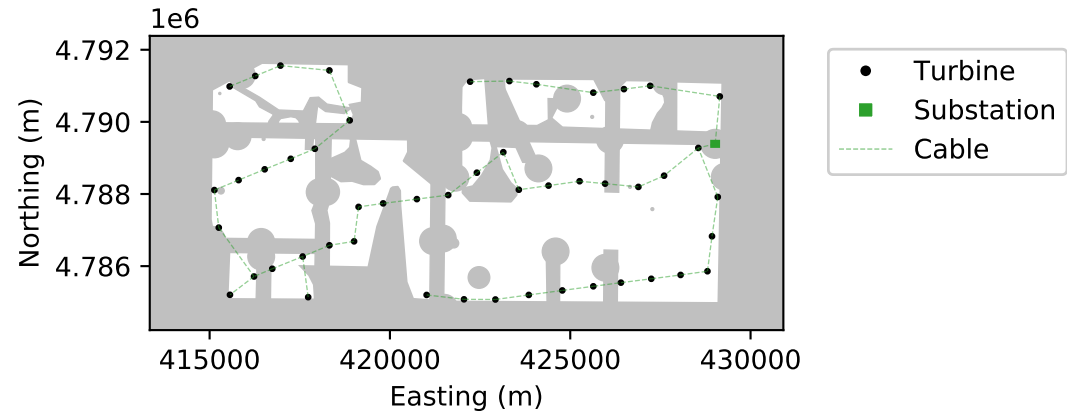 1e6
4.792
4.790
4.788
4.786
Northing (m)
415000 420000 425000 430000
Easting (m)
Turbine
Substation
Cable